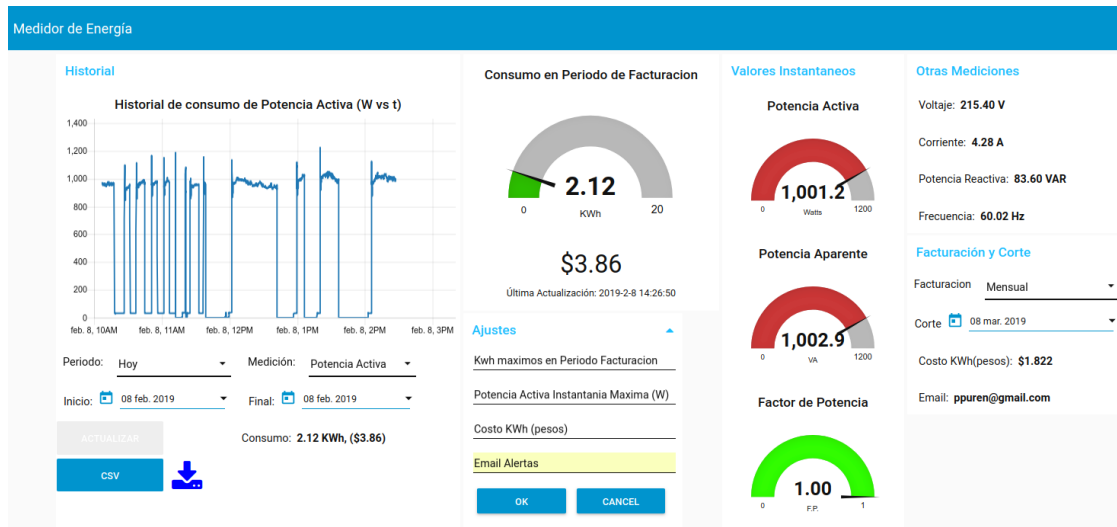 Medidor de Energía
Historial
Historial de consumo de Potencia Activa (W vs t)
1,400
1,200
1,000
800
600
400
200
0
feb. 8, 10AM feb. 8, 11AM feb. 8, 12PM feb. 8, 1PM feb. 8, 2PM feb. 8, 3PM
Periodo: Hoy Medición: Potencia Activa
Inicio: 08 feb. 2019 Final: 08 feb. 2019
ACTUALIZAR Consumo: 2.12 KWh, ($3.86)
CSV
Consumo en Periodo de Facturacion
2.12
0 KWh 20
$3.86
Última Actualización: 2019-2-8 14:26:50
Ajustes
Kwh maximos en Periodo Facturacion
Potencia Activa Instantania Maxima (W)
Costo KWh (pesos)
Email Alertas
OK CANCEL
Valores Instantaneos
Potencia Activa
1,001.2
0 Watts 1200
Potencia Aparente
1,002.9
0 VA 1200
Factor de Potencia
1.00
0 F.P. 1
Otras Mediciones
Voltaje: 215.40 V
Corriente: 4.28 A
Potencia Reactiva: 83.60 VAR
Frecuencia: 60.02 Hz
Facturación y Corte
Facturacion Mensual
Corte 08 mar. 2019
Costo KWh(pesos): $1.822
Email: ppuren@gmail.com